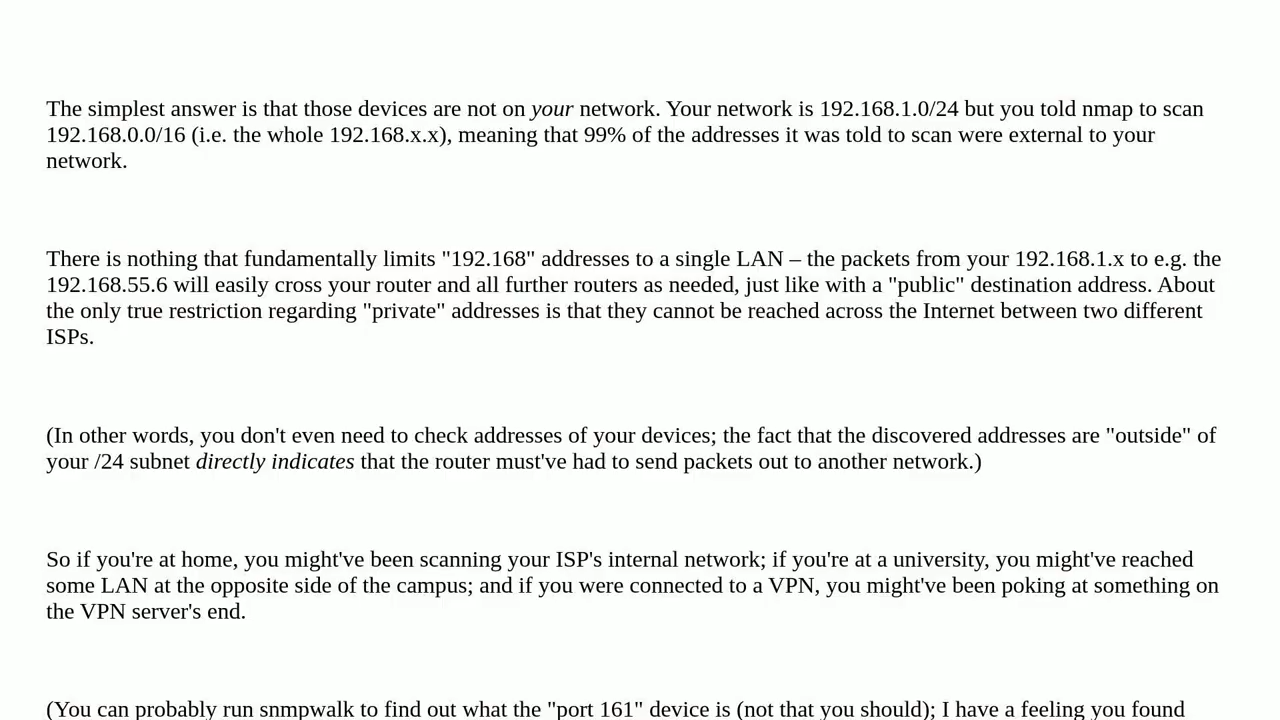 The simplest answer is that those devices are not on your network. Your network is 192.168.1.0/24 but you told nmap to scan
192.168.0.0/16 (i.e. the whole 192.168.x.x), meaning that 99% of the addresses it was told to scan were external to your
network.
There is nothing that fundamentally limits "192.168" addresses to a single LAN – the packets from your 192.168.1.x to e.g. the
192.168.55.6 will easily cross your router and all further routers as needed, just like with a "public" destination address. About
the only true restriction regarding "private" addresses is that they cannot be reached across the Internet between two different
ISPs.
(In other words, you don't even need to check addresses of your devices; the fact that the discovered addresses are "outside" of
your /24 subnet directly indicates that the router must've had to send packets out to another network.)
So if you're at home, you might've been scanning your ISP's internal network; if you're at a university, you might've reached
some LAN at the opposite side of the campus; and if you were connected to a VPN, you might've been poking at something on
the VPN server's end.
(You can probably run snmpwalk to find out what the "port 161" device is (not that you should); I have a feeling you found